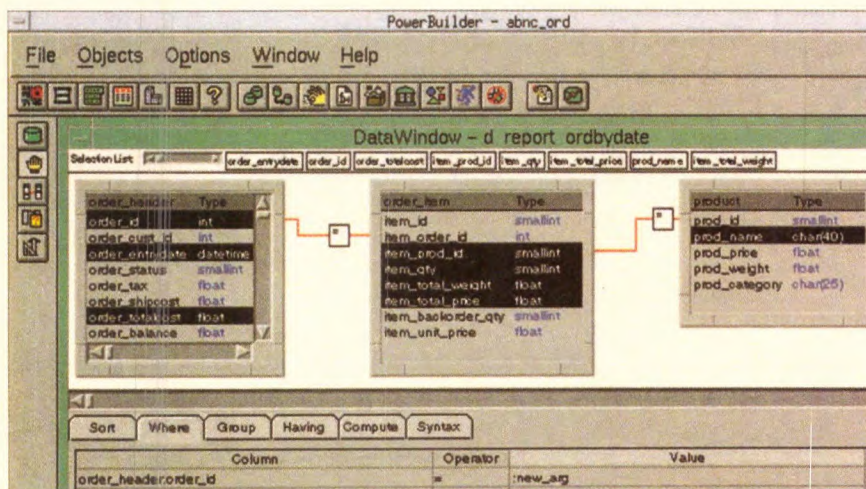 PowerBuilder - abnc_ord
File Objects Options Window Help
DataWindow - d_report_ordbydate
Selection List: order_entrydate order_id order_totalcost item_prod_id item_qty item_total_price prod_name item_total_weight
order_header Type
order_id int
order_cust_id int
order_entrydate datetime
order_status smallint
order_tax float
order_shipcost float
order_totalcost float
order_balance float
order_item Type
item_id smallint
item_order_id int
item_prod_id smallint
item_qty smallint
item_total_weight float
item_total_price float
item_backorder_qty smallint
item_unit_price float
product Type
prod_id smallint
prod_name char(40)
prod_price float
prod_weight float
prod_category char(25)
Sort Where Group Having Compute Syntax
Column Operator Value
order_header.order_id = :new_arg